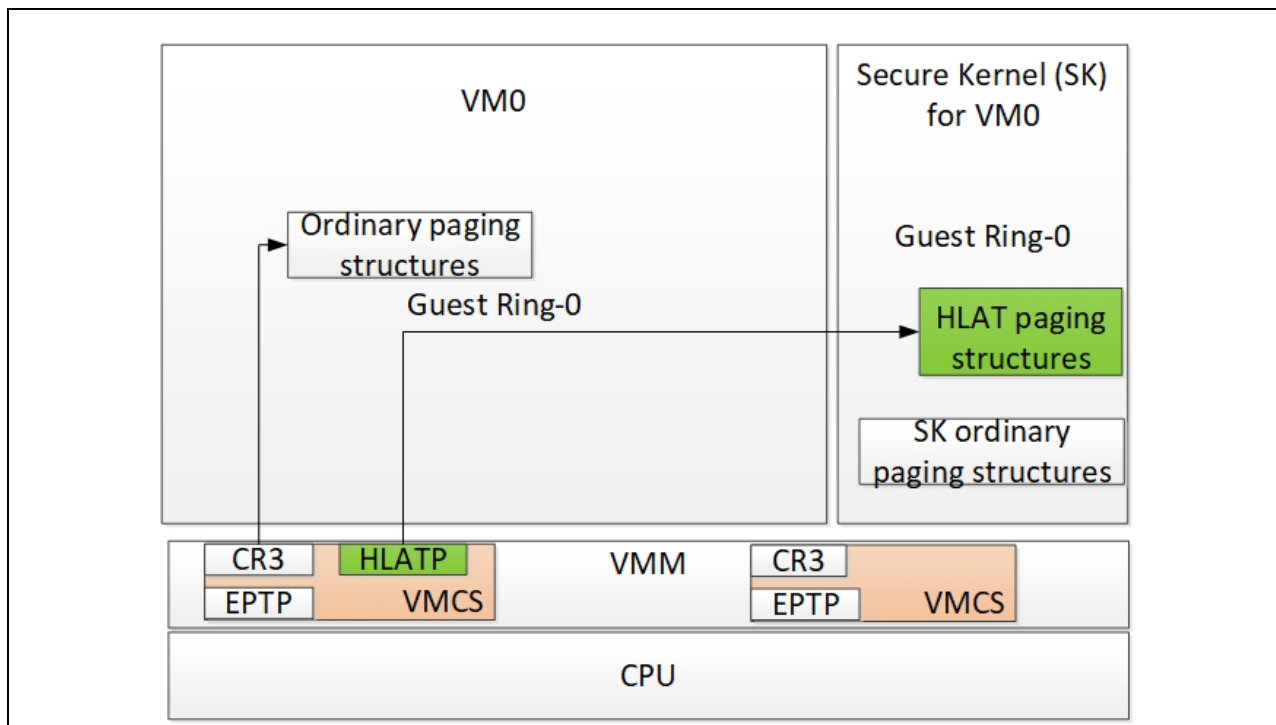 VM0
Secure Kernel (SK)
for VM0
Ordinary paging
structures
Guest Ring-0
Guest Ring-0
HLAT paging
structures
SK ordinary
paging structures
CR3
HLATP
EPTP
VMCS
VMM
CR3
EPTP
VMCS
CPU